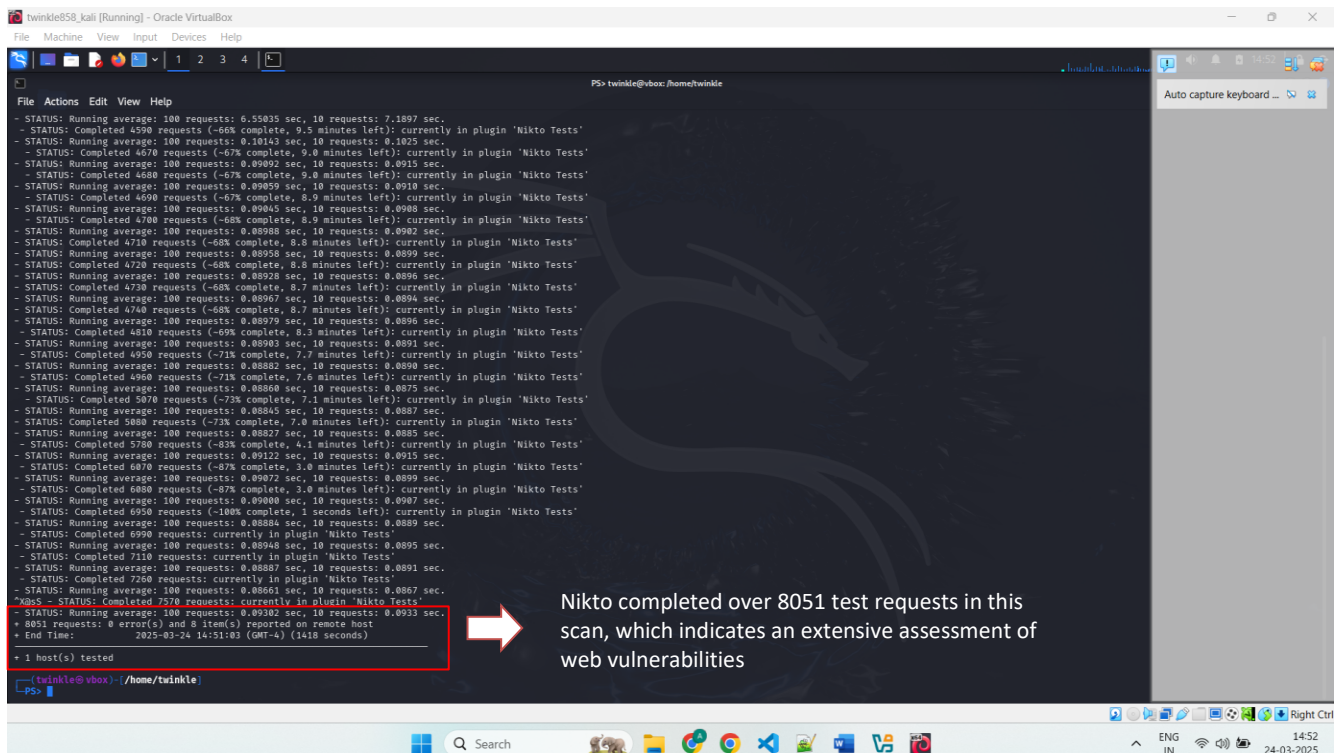 twinkle858_kali [Running] - Oracle VirtualBox
File Machine View Input Devices Help
1 2 3 4
14:52
PS> twinkle@vbox: /home/twinkle
Auto capture keyboard ...
File Actions Edit View Help
- STATUS: Running average: 100 requests: 6.55035 sec, 10 requests: 7.1897 sec.
- STATUS: Completed 4590 requests (~66% complete, 9.5 minutes left): currently in plugin 'Nikto Tests'
- STATUS: Running average: 100 requests: 0.10143 sec, 10 requests: 0.1025 sec.
- STATUS: Completed 4670 requests (~67% complete, 9.0 minutes left): currently in plugin 'Nikto Tests'
- STATUS: Running average: 100 requests: 0.09092 sec, 10 requests: 0.0915 sec.
- STATUS: Completed 4680 requests (~67% complete, 9.0 minutes left): currently in plugin 'Nikto Tests'
- STATUS: Running average: 100 requests: 0.09059 sec, 10 requests: 0.0910 sec.
- STATUS: Completed 4690 requests (~67% complete, 8.9 minutes left): currently in plugin 'Nikto Tests'
- STATUS: Running average: 100 requests: 0.09045 sec, 10 requests: 0.0908 sec.
- STATUS: Completed 4700 requests (~68% complete, 8.9 minutes left): currently in plugin 'Nikto Tests'
- STATUS: Running average: 100 requests: 0.08988 sec, 10 requests: 0.0902 sec.
- STATUS: Completed 4710 requests (~68% complete, 8.8 minutes left): currently in plugin 'Nikto Tests'
- STATUS: Running average: 100 requests: 0.08958 sec, 10 requests: 0.0899 sec.
- STATUS: Completed 4720 requests (~68% complete, 8.8 minutes left): currently in plugin 'Nikto Tests'
- STATUS: Running average: 100 requests: 0.08928 sec, 10 requests: 0.0896 sec.
- STATUS: Completed 4730 requests (~68% complete, 8.7 minutes left): currently in plugin 'Nikto Tests'
- STATUS: Running average: 100 requests: 0.08967 sec, 10 requests: 0.0894 sec.
- STATUS: Completed 4740 requests (~68% complete, 8.7 minutes left): currently in plugin 'Nikto Tests'
- STATUS: Running average: 100 requests: 0.08979 sec, 10 requests: 0.0896 sec.
- STATUS: Completed 4810 requests (~69% complete, 8.3 minutes left): currently in plugin 'Nikto Tests'
- STATUS: Running average: 100 requests: 0.08903 sec, 10 requests: 0.0891 sec.
- STATUS: Completed 4950 requests (~71% complete, 7.7 minutes left): currently in plugin 'Nikto Tests'
- STATUS: Running average: 100 requests: 0.08882 sec, 10 requests: 0.0890 sec.
- STATUS: Completed 4960 requests (~71% complete, 7.6 minutes left): currently in plugin 'Nikto Tests'
- STATUS: Running average: 100 requests: 0.08860 sec, 10 requests: 0.0875 sec.
- STATUS: Completed 5070 requests (~73% complete, 7.1 minutes left): currently in plugin 'Nikto Tests'
- STATUS: Running average: 100 requests: 0.08845 sec, 10 requests: 0.0887 sec.
- STATUS: Completed 5080 requests (~73% complete, 7.0 minutes left): currently in plugin 'Nikto Tests'
- STATUS: Running average: 100 requests: 0.08827 sec, 10 requests: 0.0885 sec.
- STATUS: Completed 5780 requests (~83% complete, 4.1 minutes left): currently in plugin 'Nikto Tests'
- STATUS: Running average: 100 requests: 0.09122 sec, 10 requests: 0.0915 sec.
- STATUS: Completed 6070 requests (~87% complete, 3.0 minutes left): currently in plugin 'Nikto Tests'
- STATUS: Running average: 100 requests: 0.09072 sec, 10 requests: 0.0899 sec.
- STATUS: Completed 6080 requests (~87% complete, 3.0 minutes left): currently in plugin 'Nikto Tests'
- STATUS: Running average: 100 requests: 0.09000 sec, 10 requests: 0.0907 sec.
- STATUS: Completed 6950 requests (~100% complete, 1 seconds left): currently in plugin 'Nikto Tests'
- STATUS: Running average: 100 requests: 0.08884 sec, 10 requests: 0.0889 sec.
- STATUS: Completed 6990 requests: currently in plugin 'Nikto Tests'
- STATUS: Running average: 100 requests: 0.08948 sec, 10 requests: 0.0895 sec.
- STATUS: Completed 7110 requests: currently in plugin 'Nikto Tests'
- STATUS: Running average: 100 requests: 0.08887 sec, 10 requests: 0.0891 sec.
- STATUS: Completed 7260 requests: currently in plugin 'Nikto Tests'
- STATUS: Running average: 100 requests: 0.08661 sec, 10 requests: 0.0867 sec.
^X@sS - STATUS: Completed 7570 requests: currently in plugin 'Nikto Tests'
- STATUS: Running average: 100 requests: 0.09302 sec, 10 requests: 0.0933 sec.
+ 8051 requests: 0 error(s) and 8 item(s) reported on remote host
+ End Time: 2025-03-24 14:51:03 (GMT-4) (1418 seconds)
+ 1 host(s) tested
(twinkle㉿vbox)-[/home/twinkle]
PS>
Nikto completed over 8051 test requests in this
scan, which indicates an extensive assessment of
web vulnerabilities
Right Ctrl
Search
ENG
IN
14:52
24-03-2025